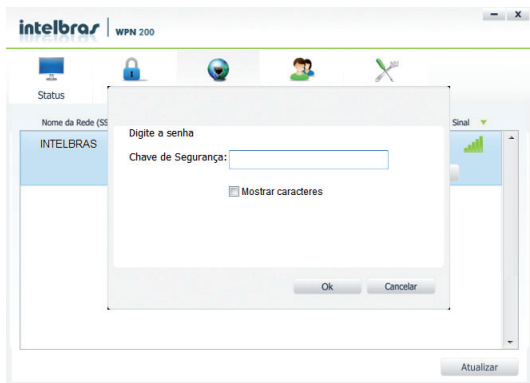 intelbras WPN 200
Status
Nome da Rede (SS
Sinal
INTELBRAS
Digite a senha
Chave de Segurança:
Mostrar caracteres
Ok Cancelar
Atualizar